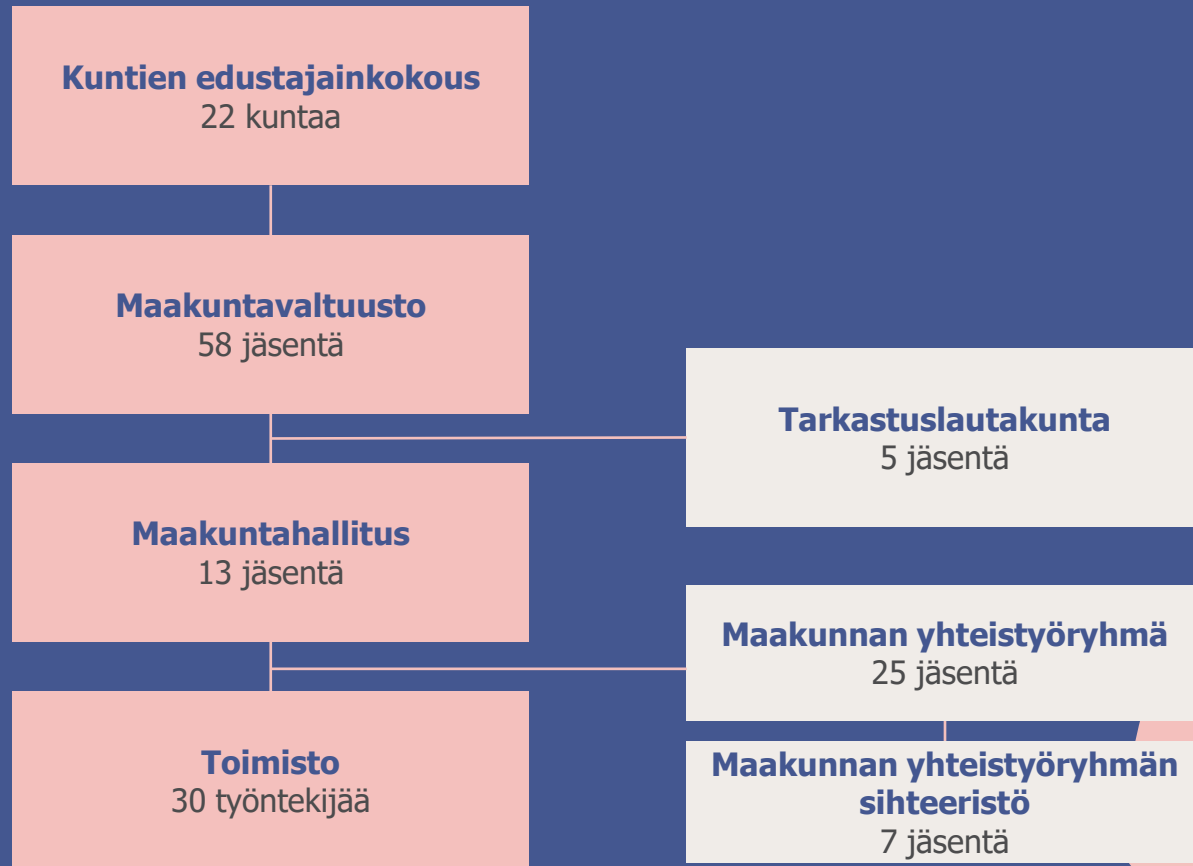 Kuntien edustajainkokous
22 kuntaa
Maakuntavaltuusto
58 jäsentä
Tarkastuslautakunta
5 jäsentä
Maakuntahallitus
13 jäsentä
Maakunnan yhteistyöryhmä
25 jäsentä
Toimisto
30 työntekijää
Maakunnan yhteistyöryhmän
sihteeristö
7 jäsentä